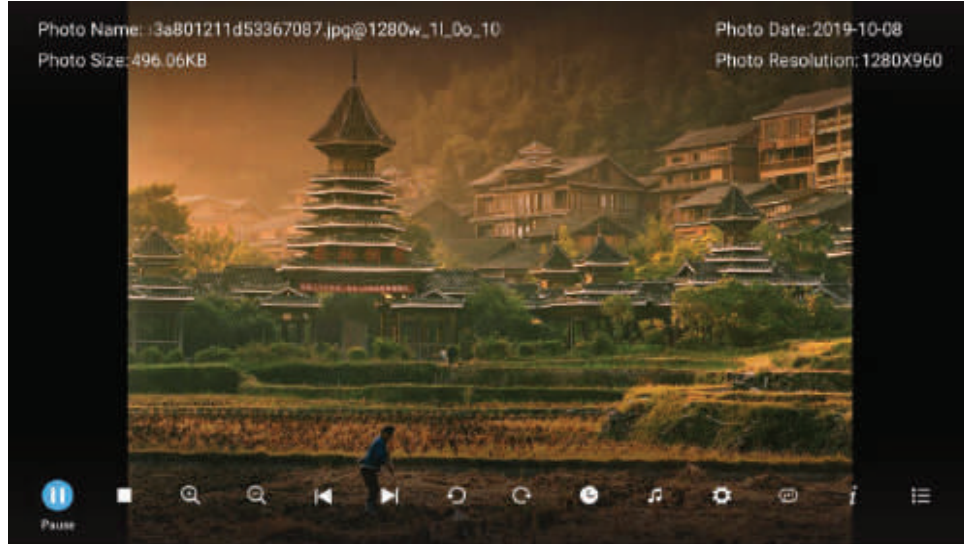 Photo Name: 3a801211d53367087.jpg@1280w_1l_0o_10
Photo Date: 2019-10-08
Photo Size: 496.06KB
Photo Resolution: 1280X960
Pause